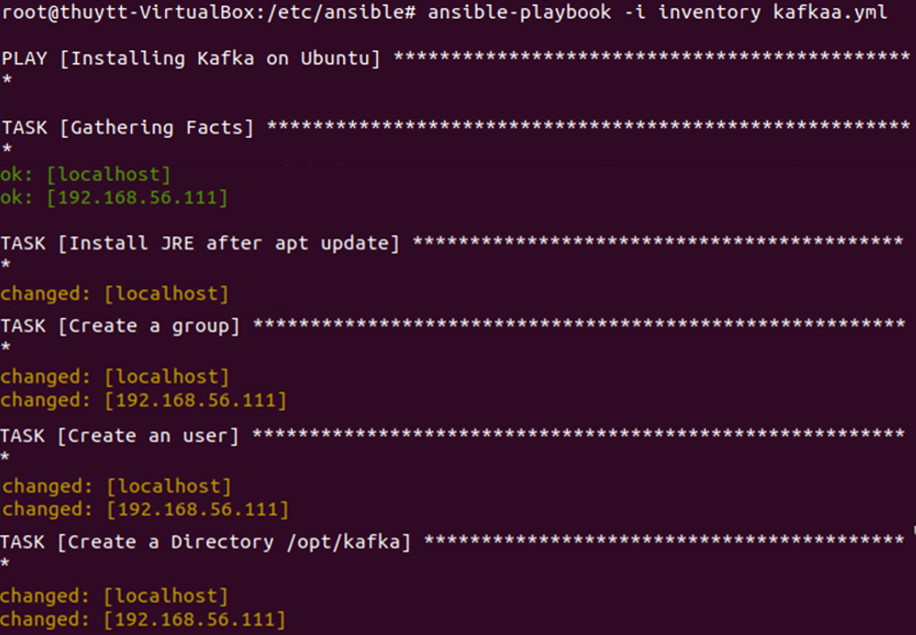 root@thuytt-VirtualBox:/etc/ansible# ansible-playbook -i inventory kafkaa.yml
PLAY [Installing Kafka on Ubuntu] *********************************************
*
TASK [Gathering Facts] ********************************************************
*
ok: [localhost]
ok: [192.168.56.111]
TASK [Install JRE after apt update] *******************************************
*
changed: [localhost]
TASK [Create a group] *********************************************************
*
changed: [localhost]
changed: [192.168.56.111]
TASK [Create an user] *********************************************************
*
changed: [localhost]
changed: [192.168.56.111]
TASK [Create a Directory /opt/kafka] ******************************************
*
changed: [localhost]
changed: [192.168.56.111]